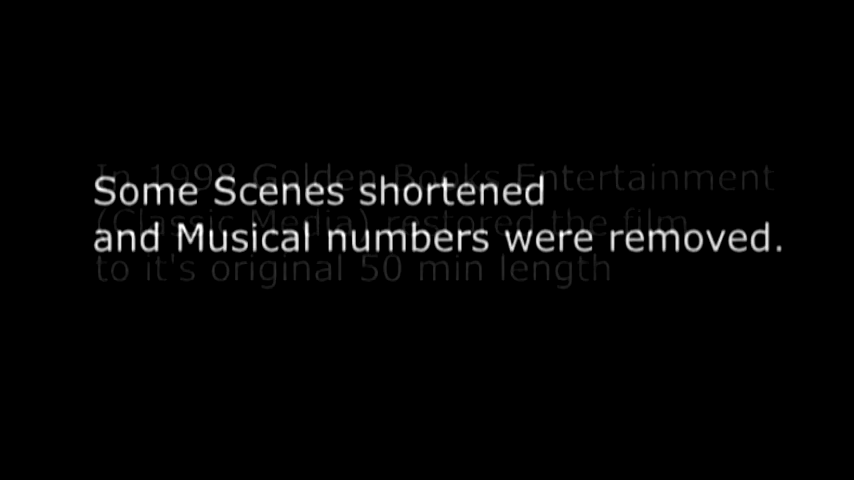 In 1998 Golden Books Entertainment
Some Scenes shortened
(Classic Media) restored the film
and Musical numbers were removed.
to it's original 50 min length